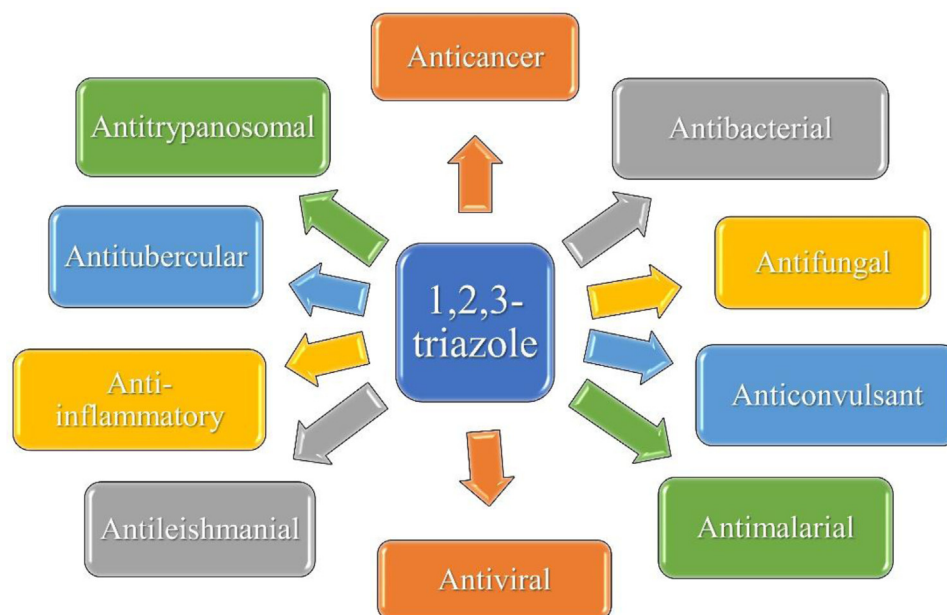 Anticancer
Antitrypanosomal
Antibacterial
Antitubercular
Antifungal
1,2,3-
triazole
Anti-
inflammatory
Anticonvulsant
Antileishmanial
Antimalarial
Antiviral